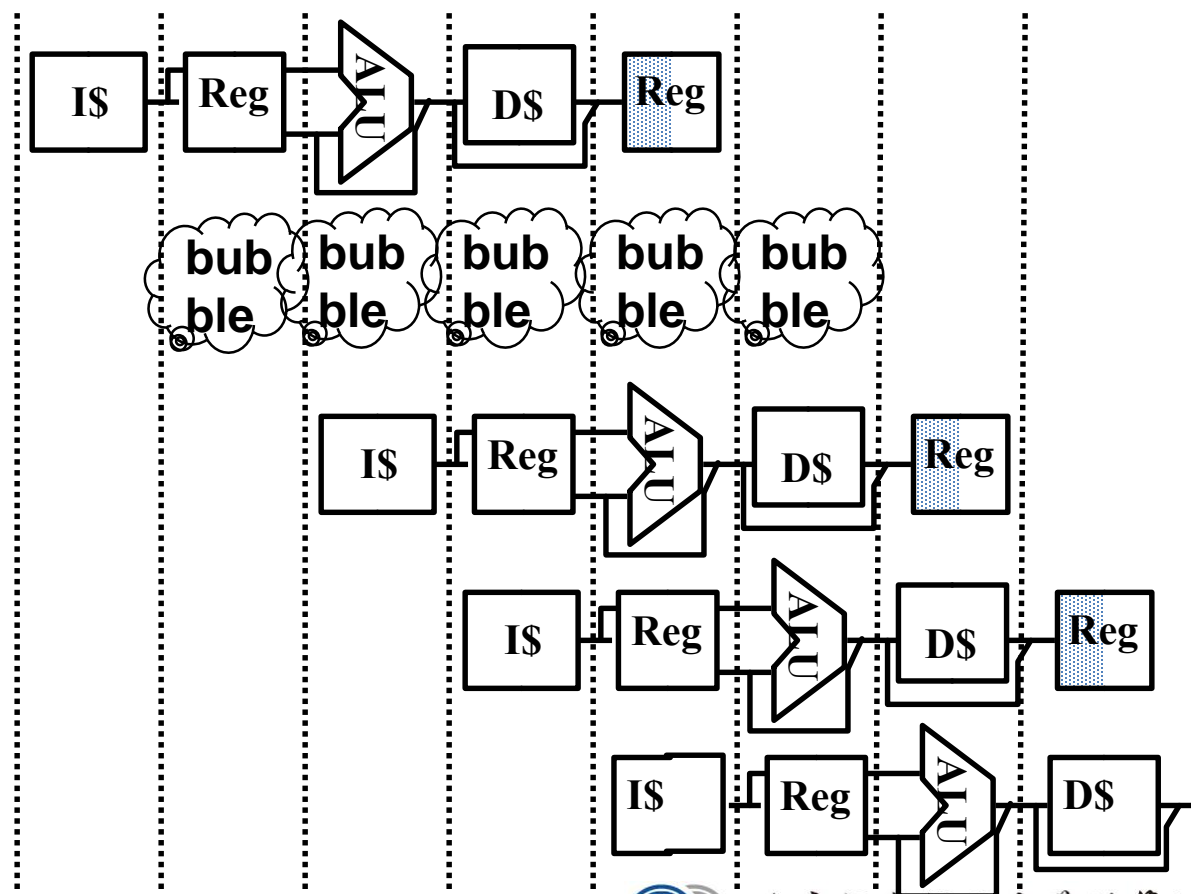 I$ Reg ALU D$ Reg
bub bub bub bub bub
ble ble ble ble ble
I$ Reg ALU D$ Reg
I$ Reg ALU D$ Reg
I$ Reg ALU D$